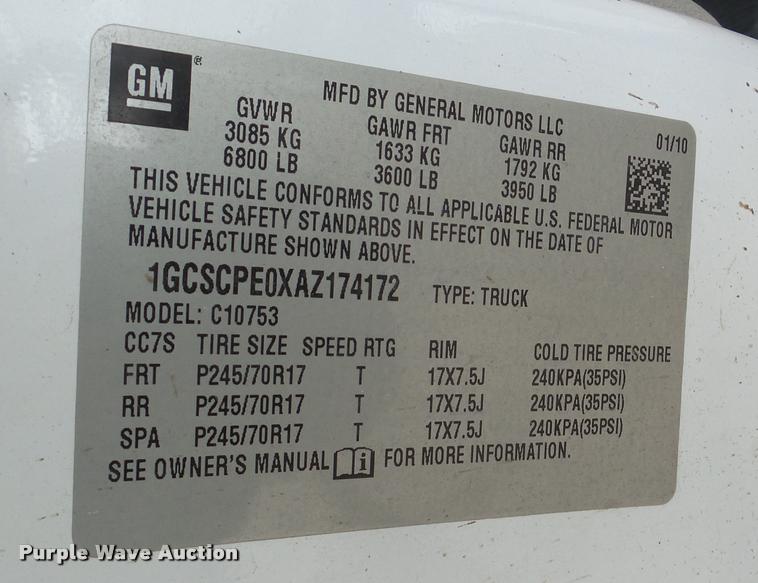 GM®
MFD BY GENERAL MOTORS LLC
01/10
GVWR GAWR FRT GAWR RR
3085 KG 1633 KG 1792 KG
6800 LB 3600 LB 3950 LB
THIS VEHICLE CONFORMS TO ALL APPLICABLE U.S. FEDERAL MOTOR
VEHICLE SAFETY STANDARDS IN EFFECT ON THE DATE OF
MANUFACTURE SHOWN ABOVE.
1GCSCPE0XAZ174172 TYPE: TRUCK
MODEL: C10753
CC7S TIRE SIZE SPEED RTG RIM COLD TIRE PRESSURE
FRT P245/70R17 T 17X7.5J 240KPA(35PSI)
RR P245/70R17 T 17X7.5J 240KPA(35PSI)
SPA P245/70R17 T 17X7.5J 240KPA(35PSI)
SEE OWNER'S MANUAL i FOR MORE INFORMATION.
Purple Wave Auction